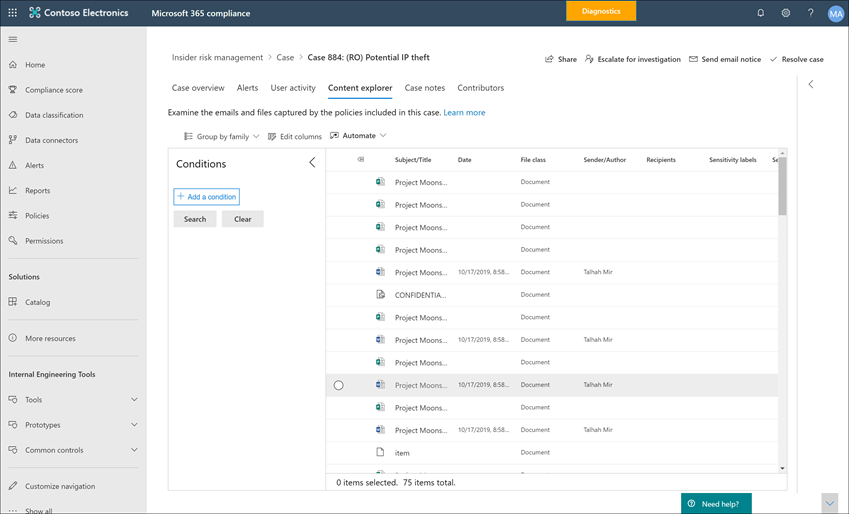 Contoso Electronics Microsoft 365 compliance Diagnostics ? MA
Insider risk management > Case > Case 884: (RO) Potential IP theft
Share Escalate for investigation Send email notice Resolve case
Case overview Alerts User activity Content explorer Case notes Contributors
Examine the emails and files captured by the policies included in this case. Learn more
Group by family Edit columns Automate
Home
Compliance score
Data classification
Data connectors
Alerts
Reports
Policies
Permissions
Solutions
Catalog
More resources
Internal Engineering Tools
Tools
Prototypes
Common controls
Customize navigation
Show all
Conditions
+ Add a condition
Search Clear
Subject/Title Date File class Sender/Author Recipients Sensitivity labels Se
Project Moons... Document
Project Moons... Document
Project Moons... Document
Project Moons... Document
Project Moons... 10/17/2019, 8:58... Document Talhah Mir
CONFIDENTIA... Document
Project Moons... Document
Project Moons... 10/17/2019, 8:58... Document Talhah Mir
Project Moons... Document
Project Moons... 10/17/2019, 8:58... Document Talhah Mir
Project Moons... Document
Project Moons... 10/17/2019, 8:58... Document Talhah Mir
item Document
0 items selected. 75 items total.
Need help?